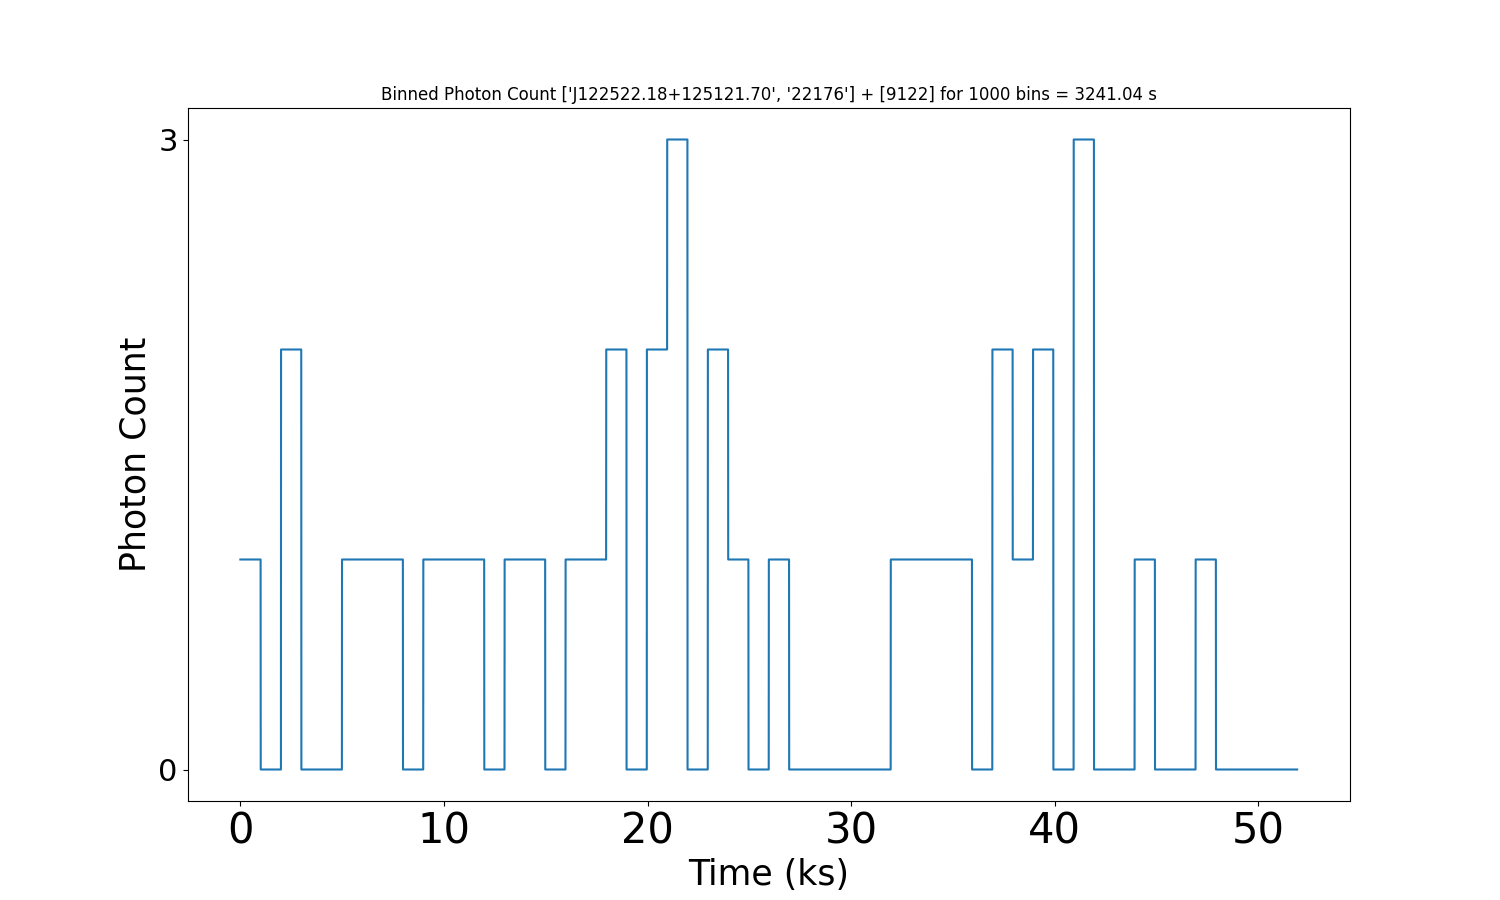 Binned Photon Count ['J122522.18+125121.70', '22176'] + [9122] for 1000 bins = 3241.04 s
3
Photon Count
0
0 10 20 30 40 50
Time (ks)